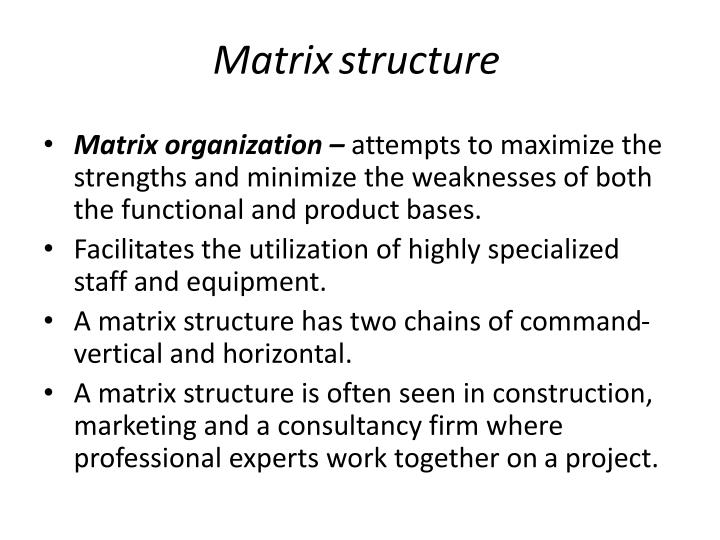 Matrix structure
• Matrix organization – attempts to maximize the
strengths and minimize the weaknesses of both
the functional and product bases.
• Facilitates the utilization of highly specialized
staff and equipment.
• A matrix structure has two chains of command-
vertical and horizontal.
• A matrix structure is often seen in construction,
marketing and a consultancy firm where
professional experts work together on a project.